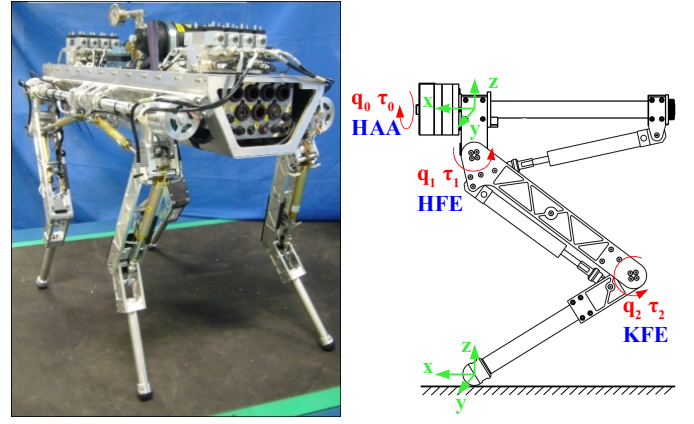 z
q₀ τ₀
x
HAA
y
q₁ τ₁
HFE
q₂ τ₂
KFE
z
x
y